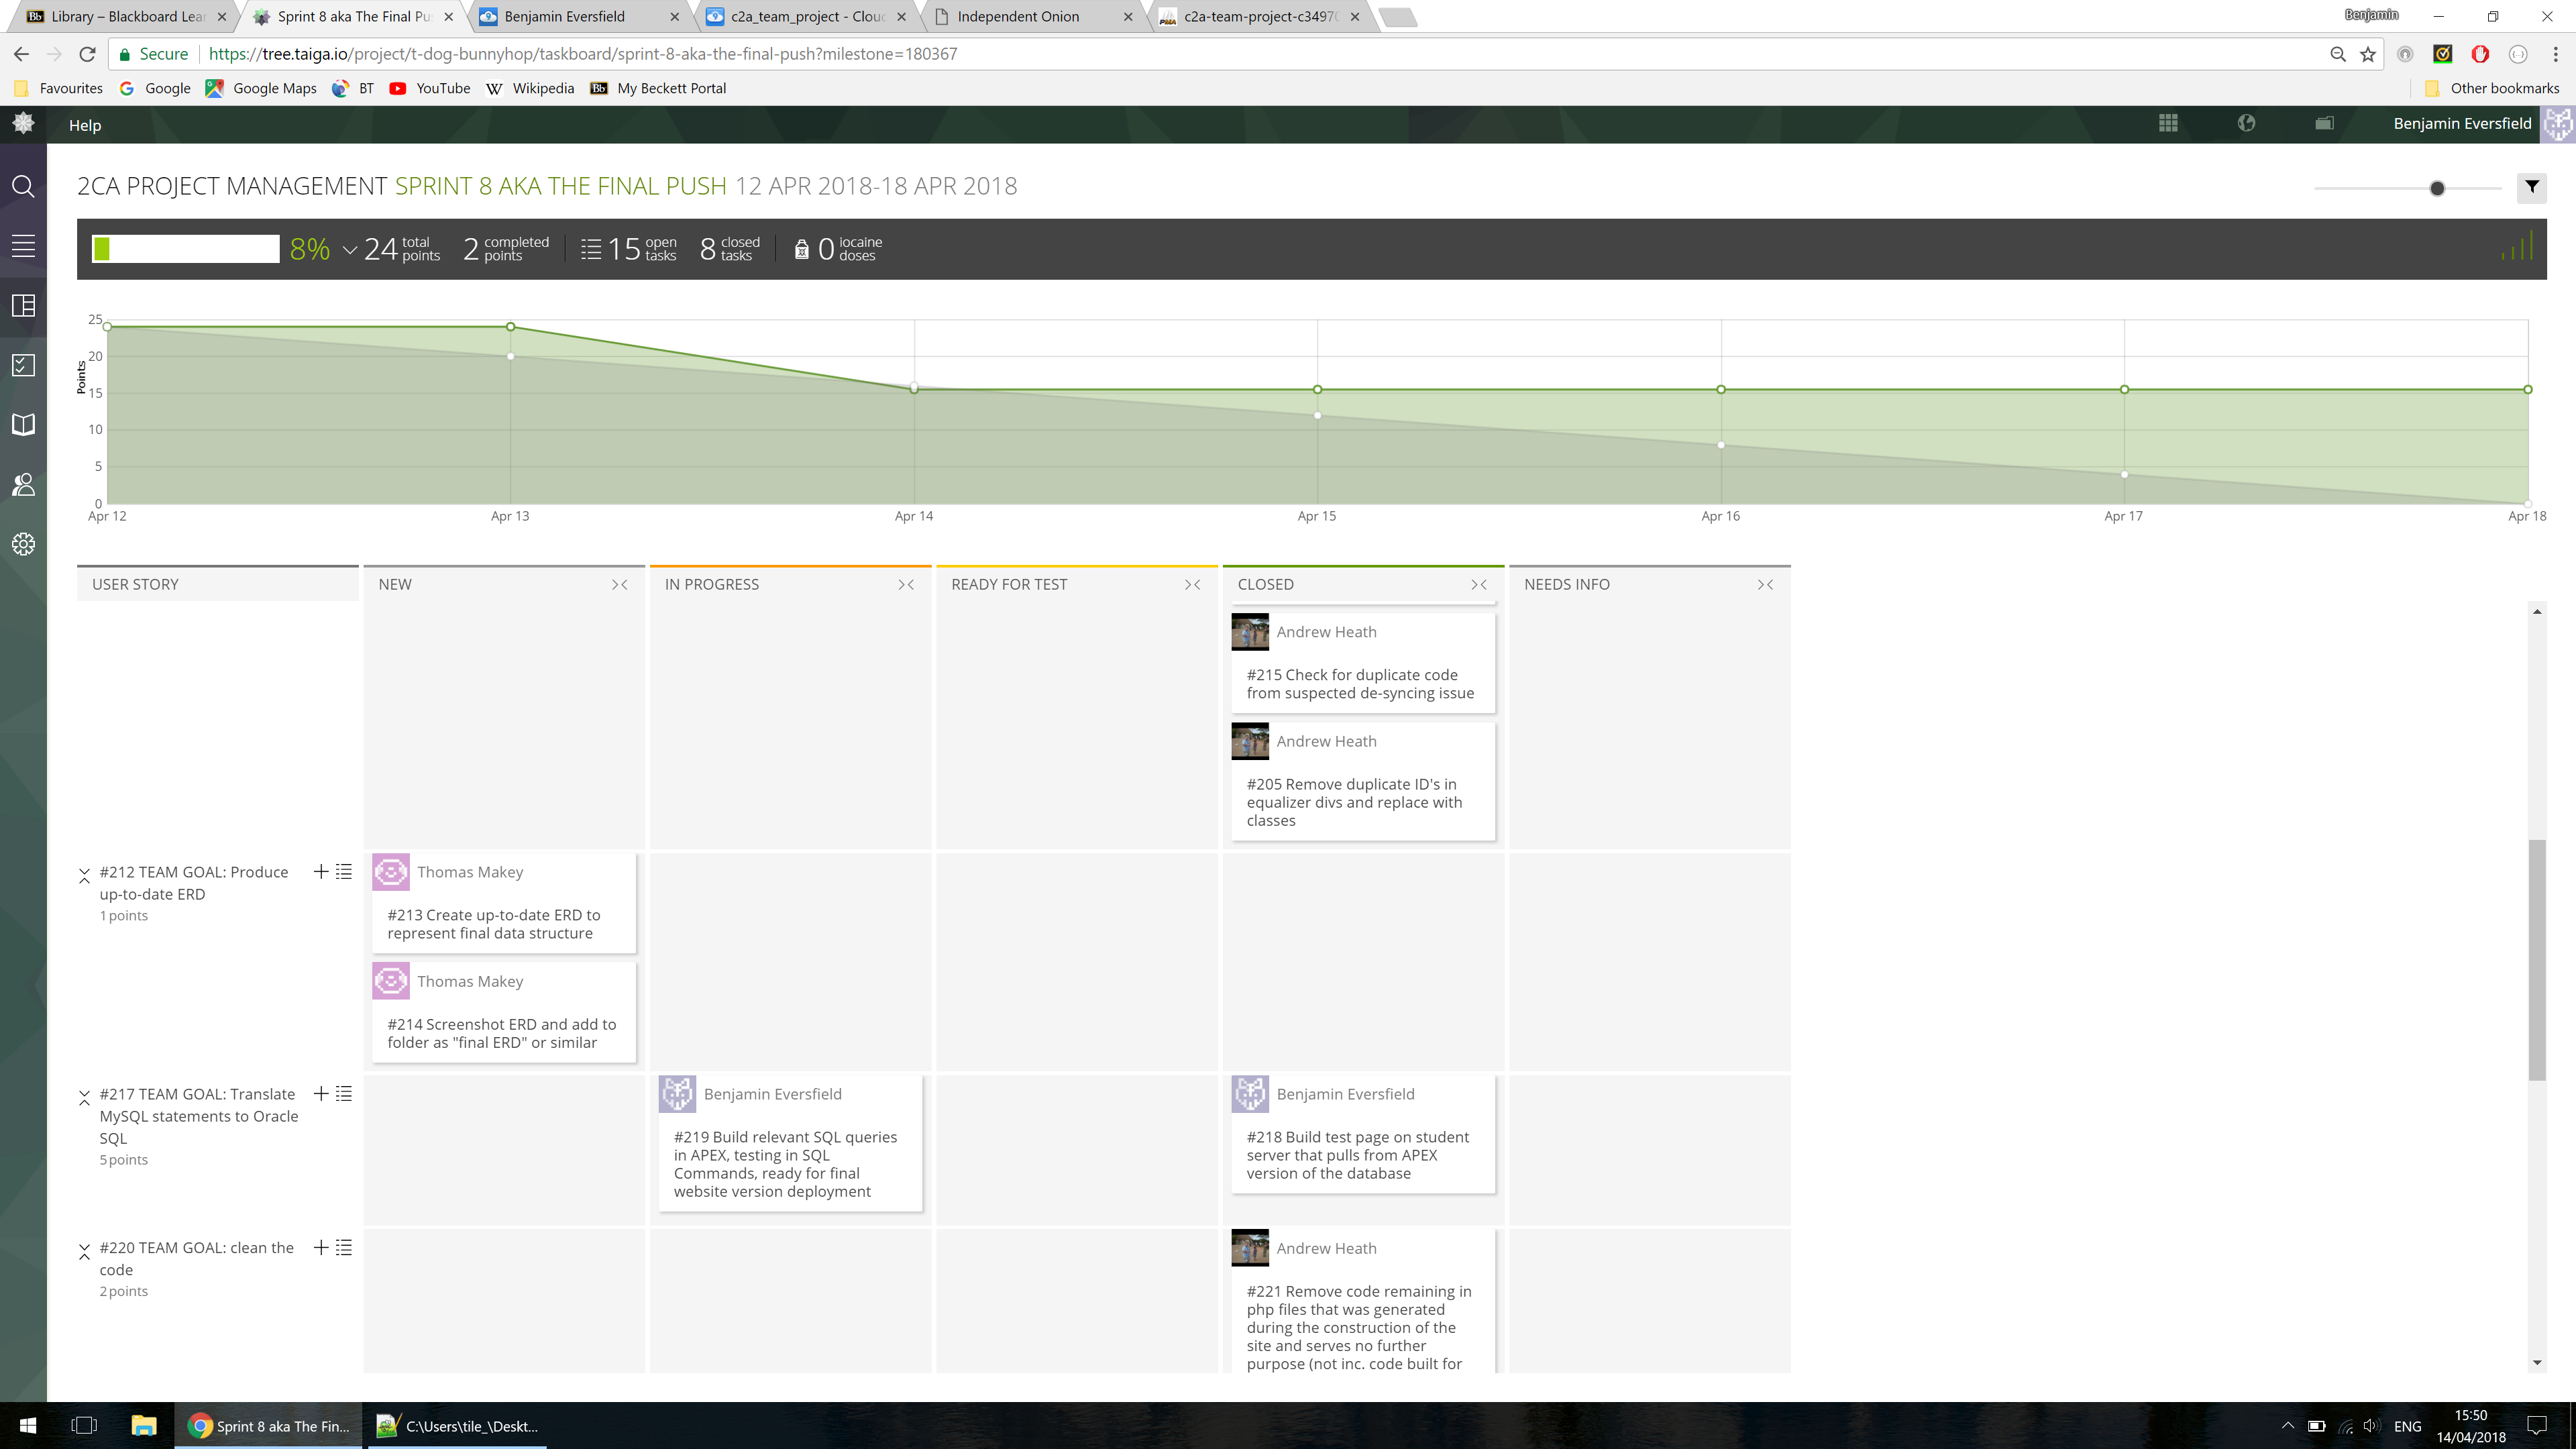 Library – Blackboard Lea
Sprint 8 aka The Final Pu
Benjamin Eversfield
c2a_team_project - Clou
Independent Onion
c2a-team-project-c3497
Benjamin
Secure
https://tree.taiga.io/project/t-dog-bunnyhop/taskboard/sprint-8-aka-the-final-push?milestone=180367
Favourites
Google
Google Maps
BT
YouTube
Wikipedia
My Beckett Portal
Other bookmarks
Help
Benjamin Eversfield
2CA PROJECT MANAGEMENT SPRINT 8 AKA THE FINAL PUSH 12 APR 2018-18 APR 2018
8%
24 total points
2 completed points
15 open tasks
8 closed tasks
0 iocaine doses
Points
25
20
15
10
5
0
Apr 12
Apr 13
Apr 14
Apr 15
Apr 16
Apr 17
Apr 18
USER STORY
NEW
IN PROGRESS
READY FOR TEST
CLOSED
NEEDS INFO
Andrew Heath
#215 Check for duplicate code
from suspected de-syncing issue
Andrew Heath
#205 Remove duplicate ID's in
equalizer divs and replace with
classes
#212 TEAM GOAL: Produce
up-to-date ERD
1 points
Thomas Makey
#213 Create up-to-date ERD to
represent final data structure
Thomas Makey
#214 Screenshot ERD and add to
folder as "final ERD" or similar
#217 TEAM GOAL: Translate
MySQL statements to Oracle
SQL
5 points
Benjamin Eversfield
#219 Build relevant SQL queries
in APEX, testing in SQL
Commands, ready for final
website version deployment
Benjamin Eversfield
#218 Build test page on student
server that pulls from APEX
version of the database
#220 TEAM GOAL: clean the
code
2 points
Andrew Heath
#221 Remove code remaining in
php files that was generated
during the construction of the
site and serves no further
purpose (not inc. code built for
Sprint 8 aka The Fin...
C:\Users\tile_\Deskt...
ENG
15:50
14/04/2018